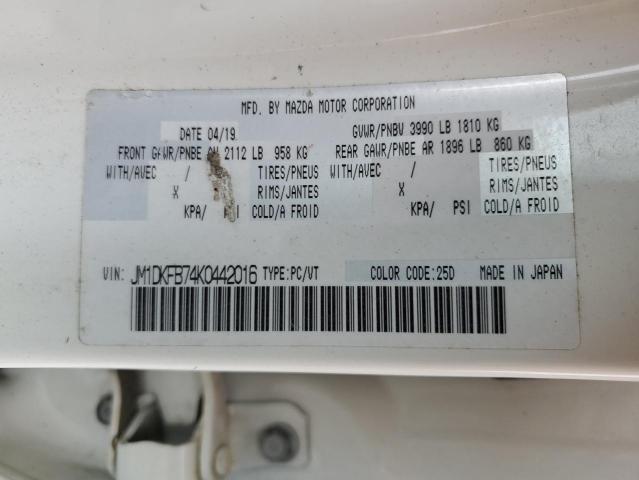 MFD. BY MAZDA MOTOR CORPORATION
DATE 04/19 GVWR/PNBV 3990 LB 1810 KG
FRONT GAWR/PNBE AV 2112 LB 958 KG REAR GAWR/PNBE AR 1896 LB 860 KG
WITH/AVEC / TIRES/PNEUS WITH/AVEC / TIRES/PNEUS
X RIMS/JANTES X RIMS/JANTES
KPA/ PSI COLD/A FROID KPA/ PSI COLD/A FROID
VIN: JM1DKFB74K0442016 TYPE:PC/VT COLOR CODE:25D MADE IN JAPAN